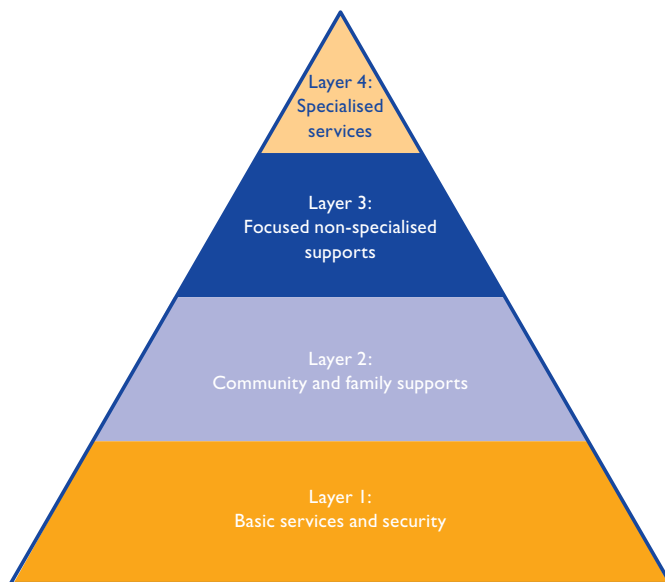 Layer 4:
Specialised
services
Layer 3:
Focused non-specialised
supports
Layer 2:
Community and family supports
Layer 1:
Basic services and security